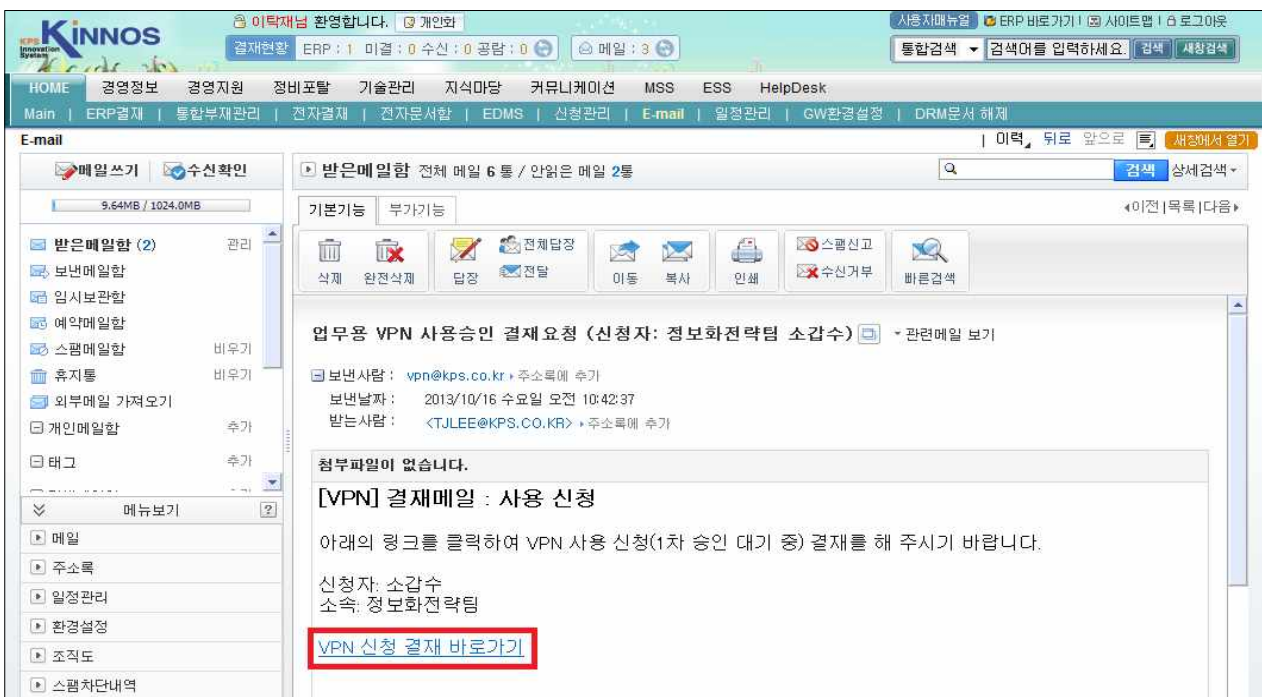 KPS Innovation System KINNOS
이탁재님 환영합니다. 개인화
사용자매뉴얼 ERP 바로가기 | 사이트맵 | 로그아웃
결재현황 ERP : 1 미결 : 0 수신 : 0 공람 : 0 메일 : 3
통합검색 검색어를 입력하세요. 검색 새창검색
HOME 경영정보 경영지원 정비포탈 기술관리 지식마당 커뮤니케이션 MSS ESS HelpDesk
Main | ERP결재 | 통합부재관리 | 전자결재 | 전자문서함 | EDMS | 신청관리 | E-mail | 일정관리 | GW환경설정 | DRM문서 해제
E-mail
| 이력 뒤로 앞으로 새창에서 열기
메일쓰기 수신확인
받은메일함 전체 메일 6 통 / 안읽은 메일 2통
검색 상세검색
9.64MB / 1024.0MB
기본기능 부가기능
이전 | 목록 | 다음
받은메일함 (2) 관리
보낸메일함
임시보관함
예약메일함
스팸메일함 비우기
휴지통 비우기
외부메일 가져오기
개인메일함 추가
태그 추가
삭제 완전삭제 답장 전체답장 전달 이동 복사 인쇄 스팸신고 수신거부 빠른검색
업무용 VPN 사용승인 결재요청 (신청자: 정보화전략팀 소갑수) 관련메일 보기
보낸사람 : vpn@kps.co.kr 주소록에 추가
보낸날짜 : 2013/10/16 수요일 오전 10:42:37
받는사람 : <TJLEE@KPS.CO.KR> 주소록에 추가
첨부파일이 없습니다.
[VPN] 결재메일 : 사용 신청
아래의 링크를 클릭하여 VPN 사용 신청(1차 승인 대기 중) 결재를 해 주시기 바랍니다.
신청자: 소갑수
소속: 정보화전략팀
VPN 신청 결재 바로가기
메뉴보기 ?
메일
주소록
일정관리
환경설정
조직도
스팸차단내역